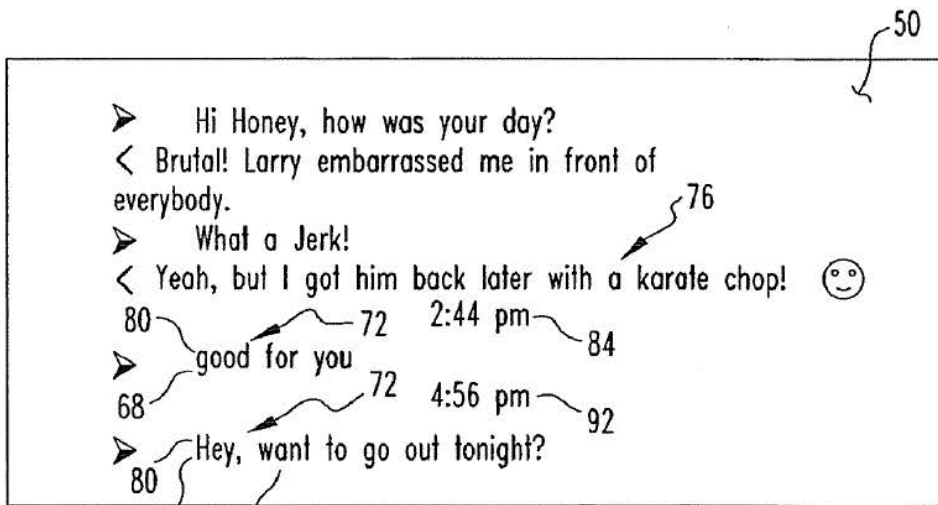 50
➢ Hi Honey, how was your day?
< Brutal! Larry embarrassed me in front of
everybody.
76
➢ What a Jerk!
< Yeah, but I got him back later with a karate chop! ☺
80 72 2:44 pm 84
➢ good for you
68 72 4:56 pm 92
➢ Hey, want to go out tonight?
80